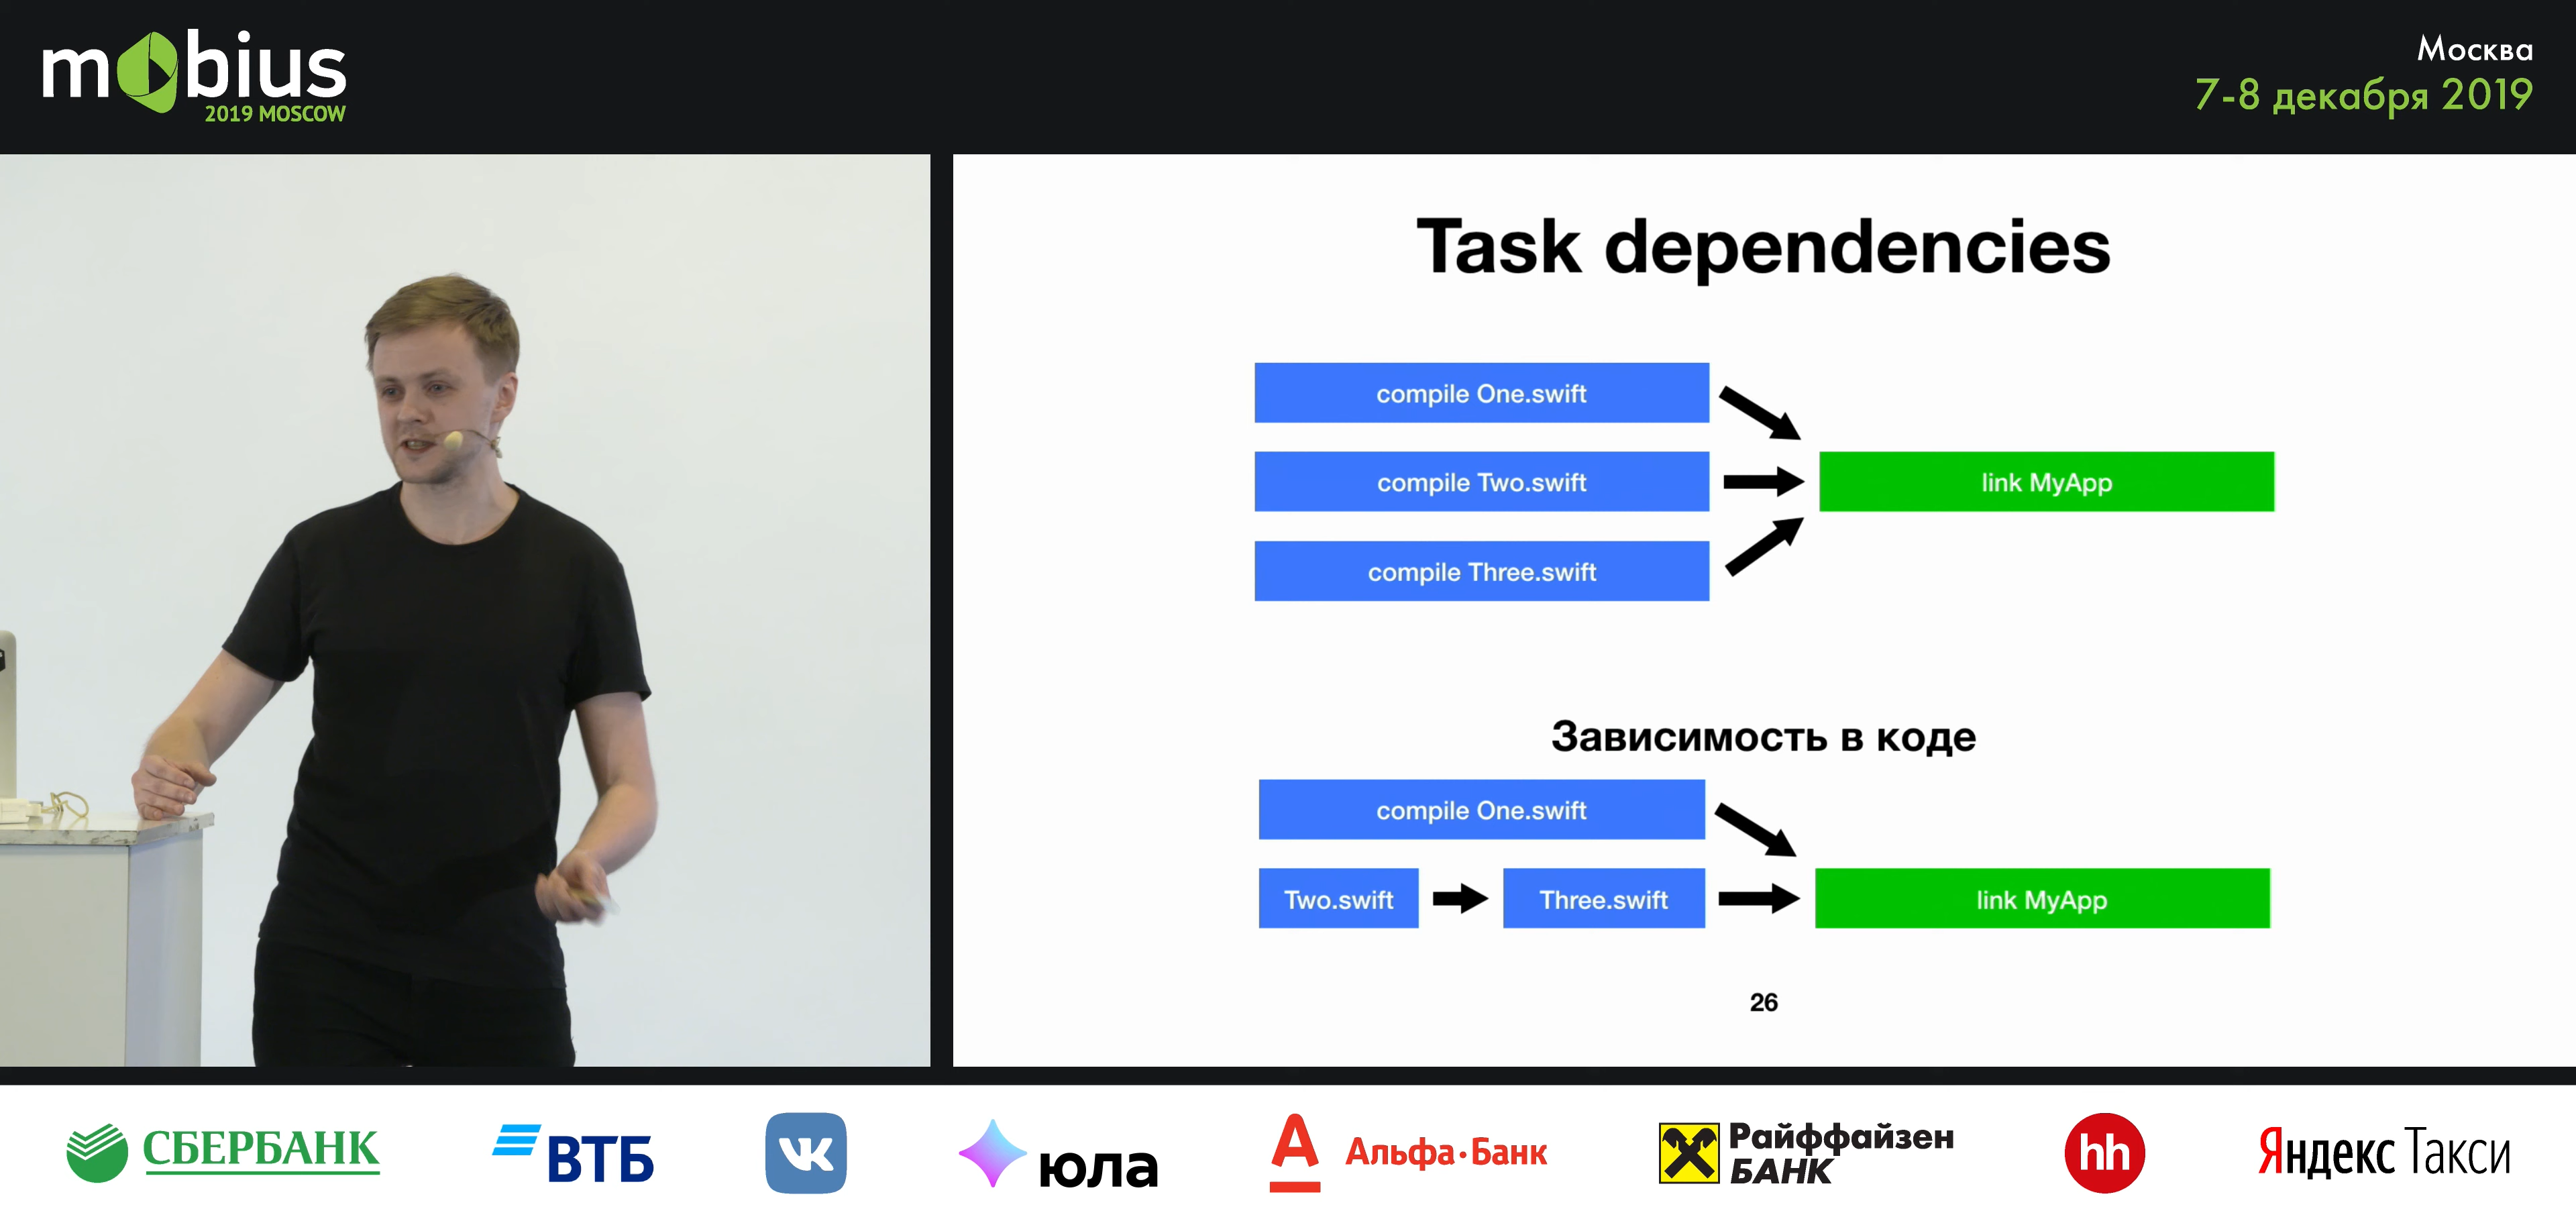 mobius
2019 MOSCOW
Москва
7-8 декабря 2019
Task dependencies
compile One.swift
compile Two.swift
compile Three.swift
link MyApp
Зависимость в коде
compile One.swift
Two.swift
Three.swift
link MyApp
26
СБЕРБАНК
ВТБ
VK
юла
А
Альфа·Банк
Райффайзен
БАНК
hh
Яндекс Такси